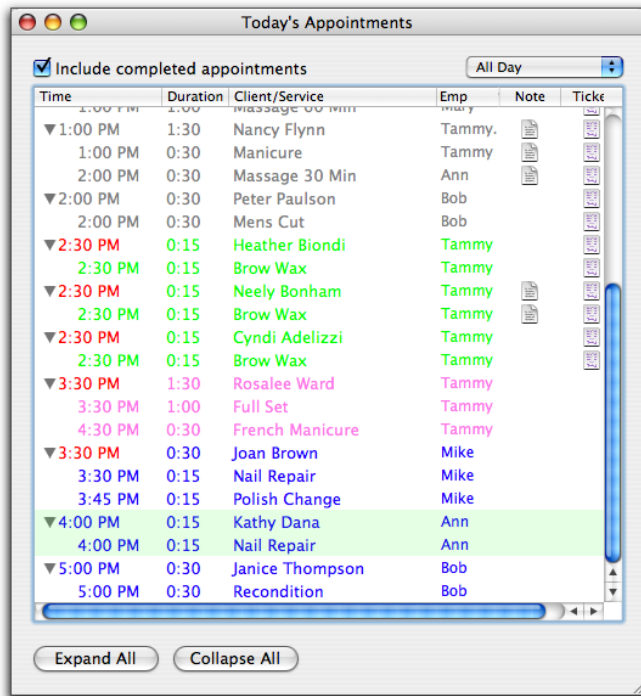 Today's Appointments
Include completed appointments All Day
Time Duration Client/Service Emp Note Ticke
1:00 PM 1:00 Massage 60 Min Mary
1:00 PM 1:30 Nancy Flynn Tammy.
1:00 PM 0:30 Manicure Tammy
2:00 PM 0:30 Massage 30 Min Ann
2:00 PM 0:30 Peter Paulson Bob
2:00 PM 0:30 Mens Cut Bob
2:30 PM 0:15 Heather Biondi Tammy
2:30 PM 0:15 Brow Wax Tammy
2:30 PM 0:15 Neely Bonham Tammy
2:30 PM 0:15 Brow Wax Tammy
2:30 PM 0:15 Cyndi Adelizzi Tammy
2:30 PM 0:15 Brow Wax Tammy
3:30 PM 1:30 Rosalee Ward Tammy
3:30 PM 1:00 Full Set Tammy
4:30 PM 0:30 French Manicure Tammy
3:30 PM 0:30 Joan Brown Mike
3:30 PM 0:15 Nail Repair Mike
3:45 PM 0:15 Polish Change Mike
4:00 PM 0:15 Kathy Dana Ann
4:00 PM 0:15 Nail Repair Ann
5:00 PM 0:30 Janice Thompson Bob
5:00 PM 0:30 Recondition Bob
Expand All Collapse All